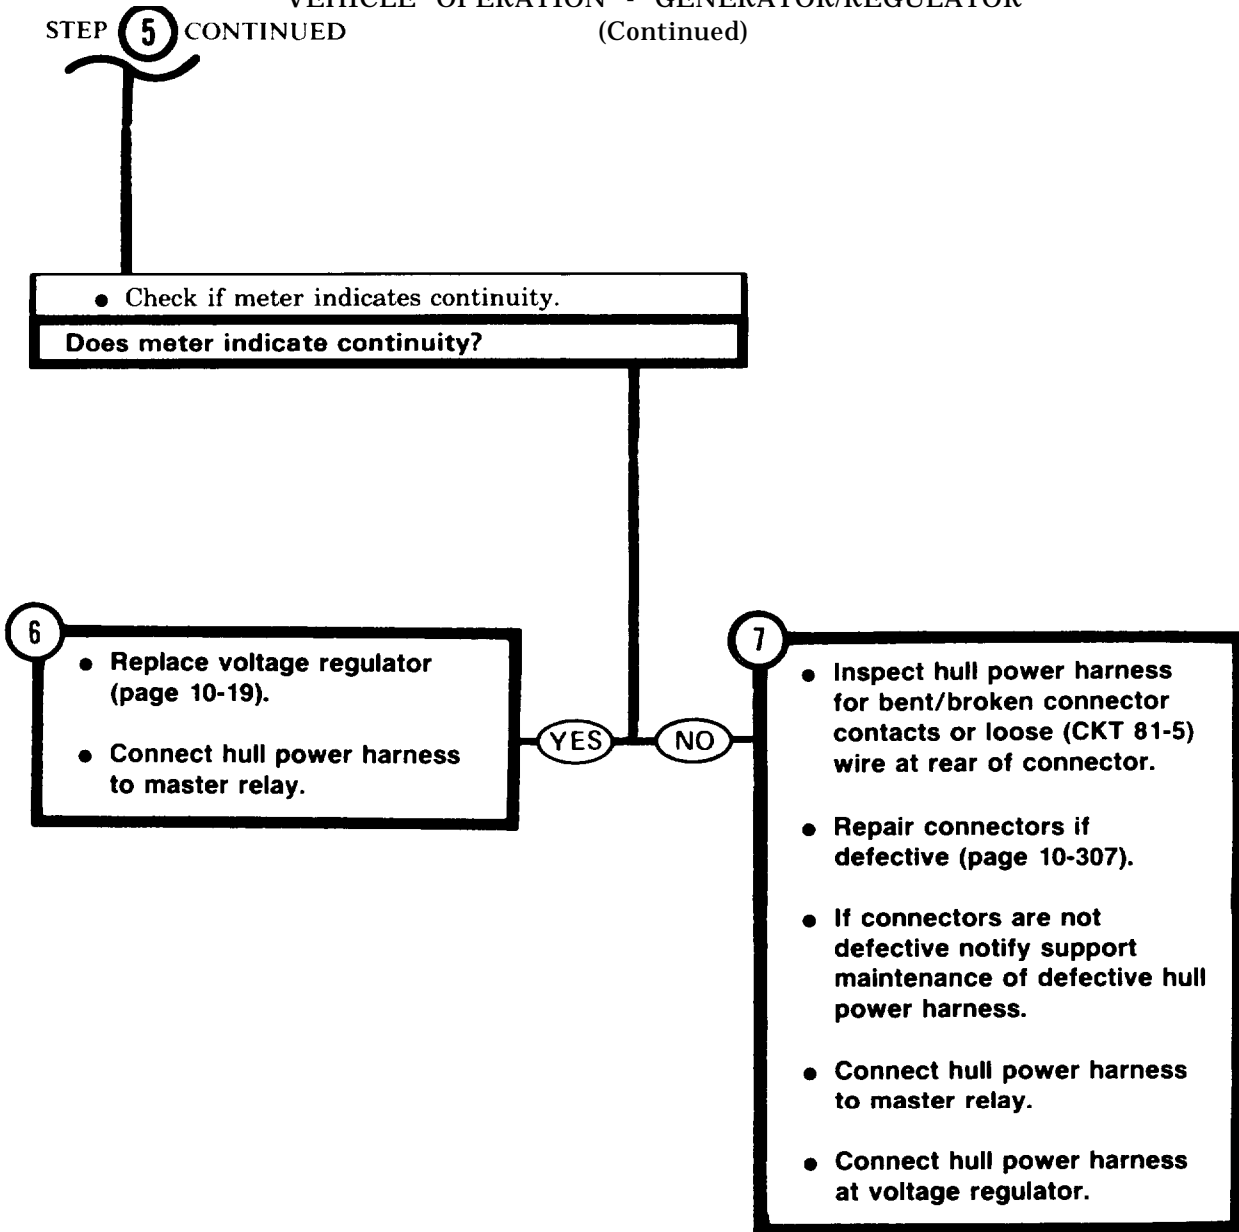 VEHICLE OPERATION - GENERATOR/REGULATOR
STEP 5 CONTINUED
(Continued)
● Check if meter indicates continuity.
Does meter indicate continuity?
6
● Replace voltage regulator
(page 10-19).
● Connect hull power harness
to master relay.
YES
NO
7
● Inspect hull power harness
for bent/broken connector
contacts or loose (CKT 81-5)
wire at rear of connector.
● Repair connectors if
defective (page 10-307).
● If connectors are not
defective notify support
maintenance of defective hull
power harness.
● Connect hull power harness
to master relay.
● Connect hull power harness
at voltage regulator.